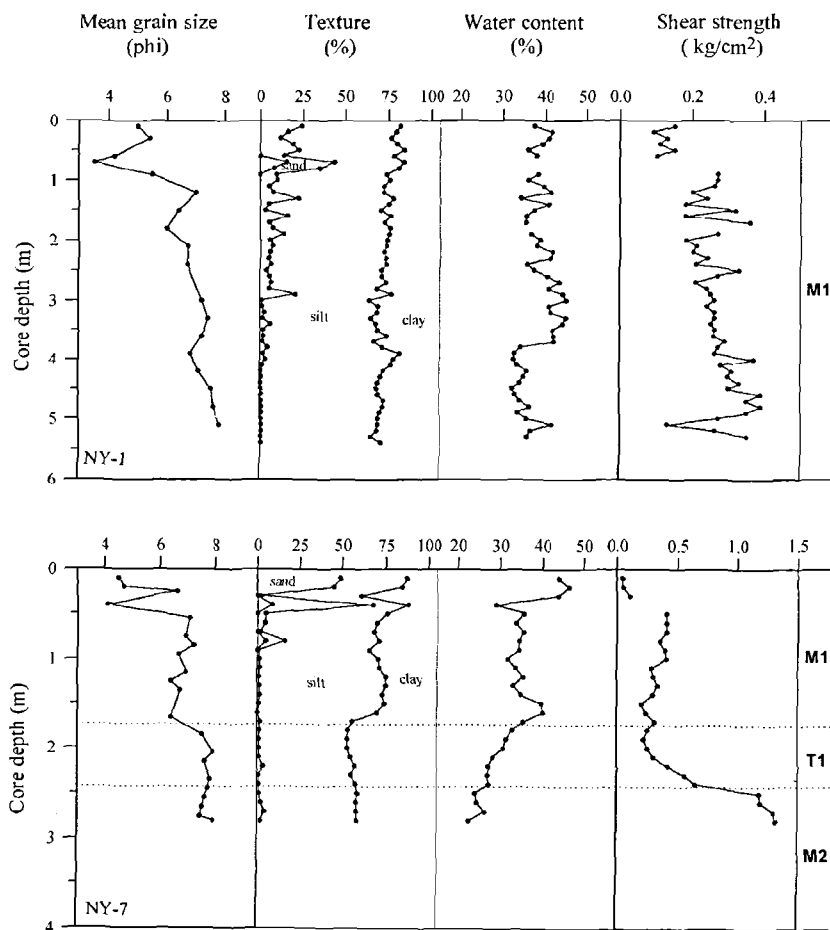 Mean grain size Texture Water content Shear strength
(phi) (%) (%) ( kg/cm2)
4 6 8 0 25 50 75 100 20 30 40 50 0.0 0.2 0.4
0
1
2
3
4
5
6
Core depth (m)
sand
silt
clay
M1
NY-1
4 6 8 0 25 50 75 100 20 30 40 50 0.0 0.5 1.0 1.5
0
1
2
3
4
Core depth (m)
sand
silt
clay
M1
T1
M2
NY-7